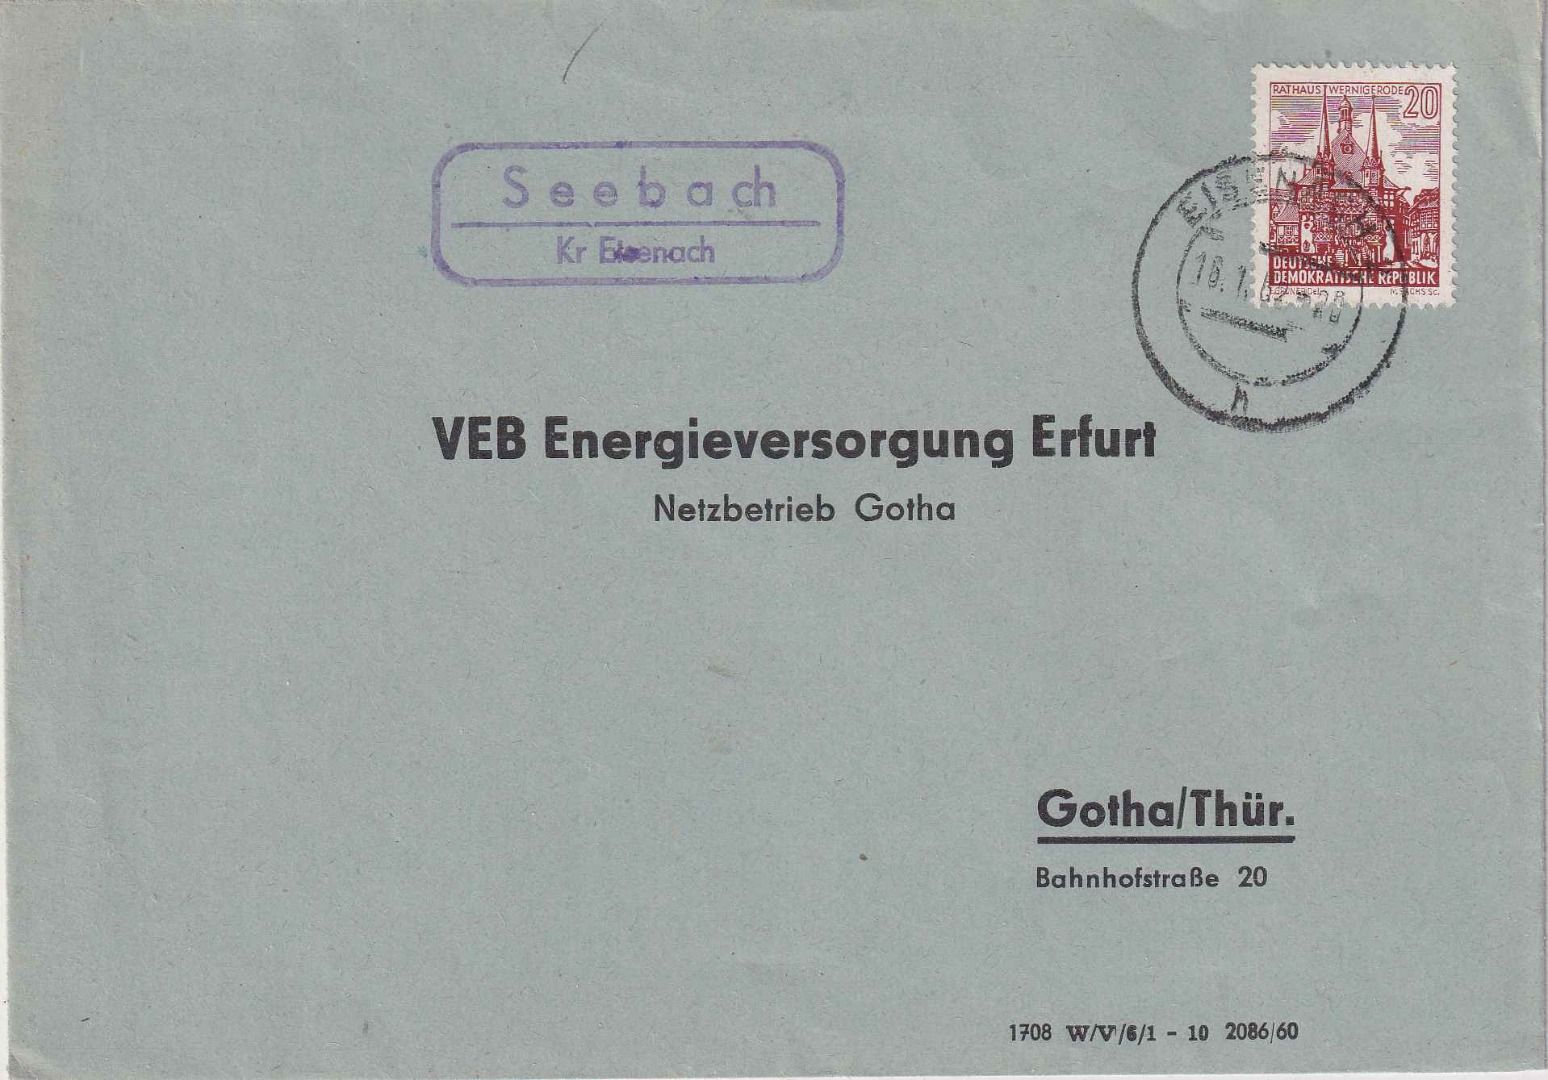 RATHAUS WERNIGERODE 20
DEUTSCHE
DEMOKRATISCHE REPUBLIK
Seebach
Kr Eisenach
EISENACH
h
VEB Energieversorgung Erfurt
Netzbetrieb Gotha
Gotha/Thür.
Bahnhofstraße 20
1708 W/V/6/1 - 10 2086/60